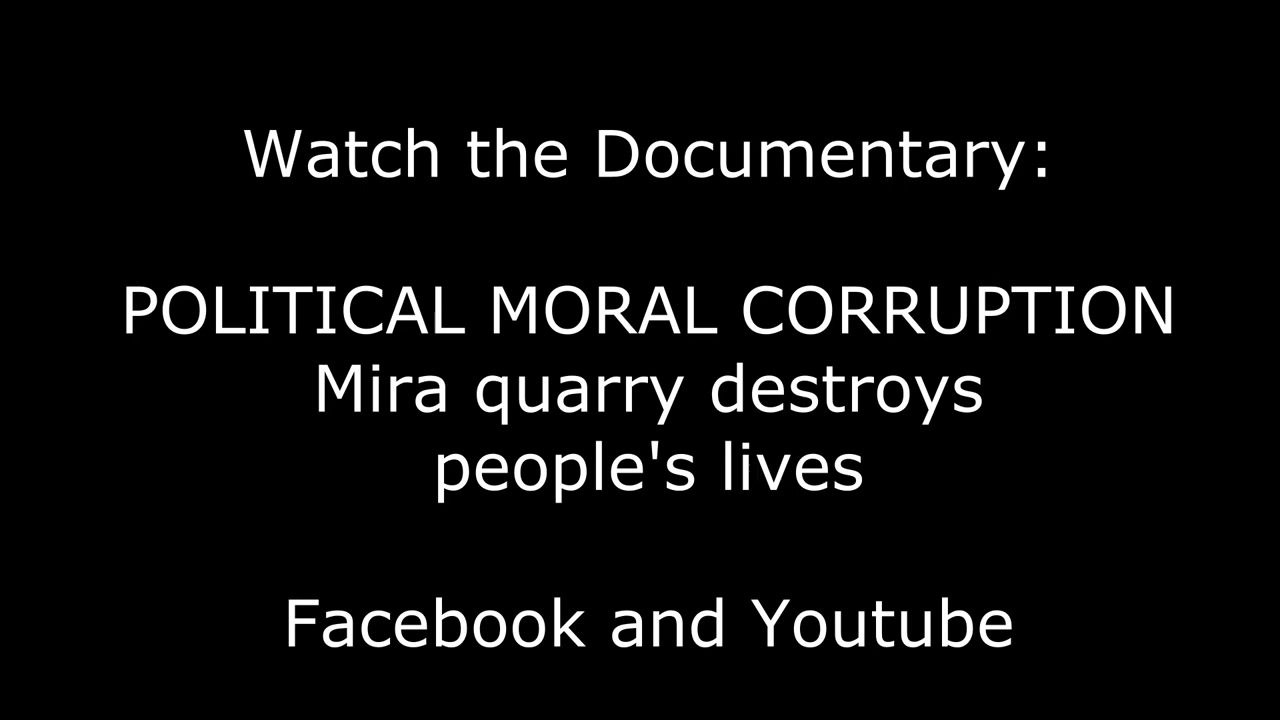 Watch the Documentary:
POLITICAL MORAL CORRUPTION
Mira quarry destroys
people's lives
Facebook and Youtube